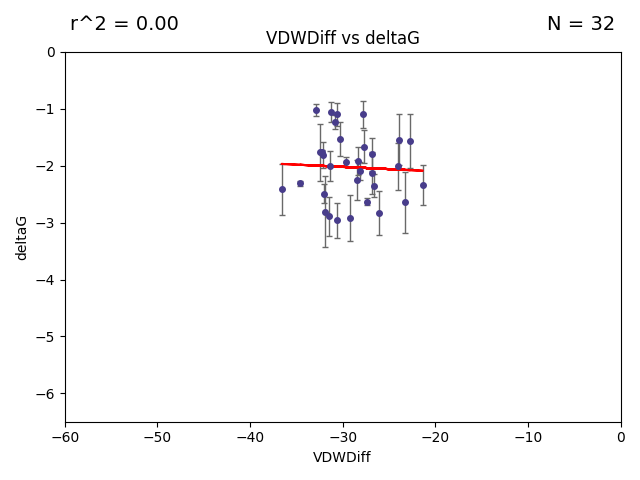 r^2 = 0.00
N = 32
VDWDiff vs deltaG
0
−1
−2
−3
−4
−5
−6
deltaG
−60 −50 −40 −30 −20 −10 0
VDWDiff